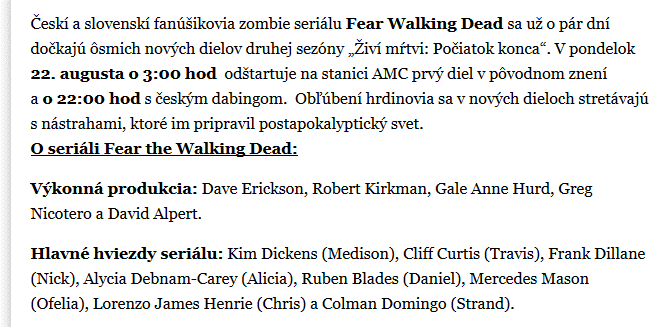 Českí a slovenskí fanúšikovia zombie seriálu Fear Walking Dead sa už o pár dní
dočkajú ôsmich nových dielov druhej sezóny „Živí mŕtvi: Počiatok konca“. V pondelok
22. augusta o 3:00 hod odštartuje na stanici AMC prvý diel v pôvodnom znení
a o 22:00 hod s českým dabingom. Obľúbení hrdinovia sa v nových dieloch stretávajú
s nástrahami, ktoré im pripravil postapokalyptický svet.
O seriáli Fear the Walking Dead:
Výkonná produkcia: Dave Erickson, Robert Kirkman, Gale Anne Hurd, Greg
Nicotero a David Alpert.
Hlavné hviezdy seriálu: Kim Dickens (Medison), Cliff Curtis (Travis), Frank Dillane
(Nick), Alycia Debnam-Carey (Alicia), Ruben Blades (Daniel), Mercedes Mason
(Ofelia), Lorenzo James Henrie (Chris) a Colman Domingo (Strand).